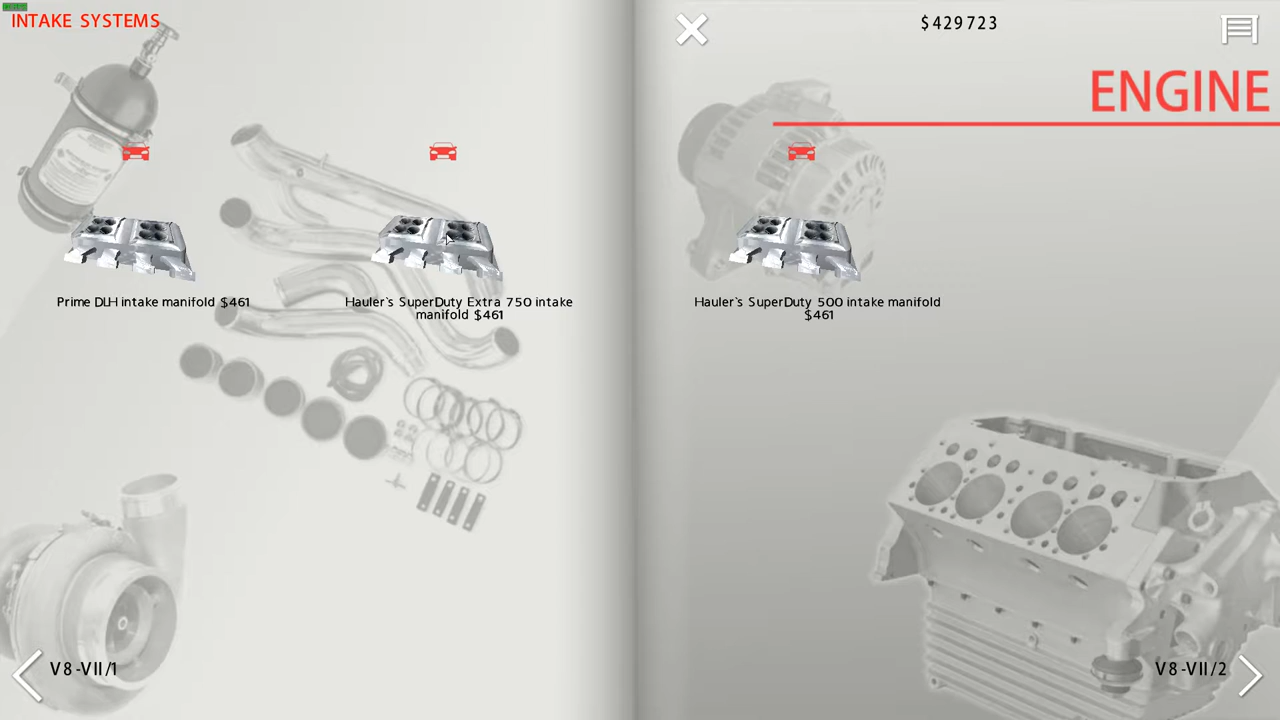 INTAKE SYSTEMS
$429723
ENGINE
Prime DLH intake manifold $461
Hauler`s SuperDuty Extra 750 intake
manifold $461
Hauler`s SuperDuty 500 intake manifold
$461
V8-VII/1
V8-VII/2